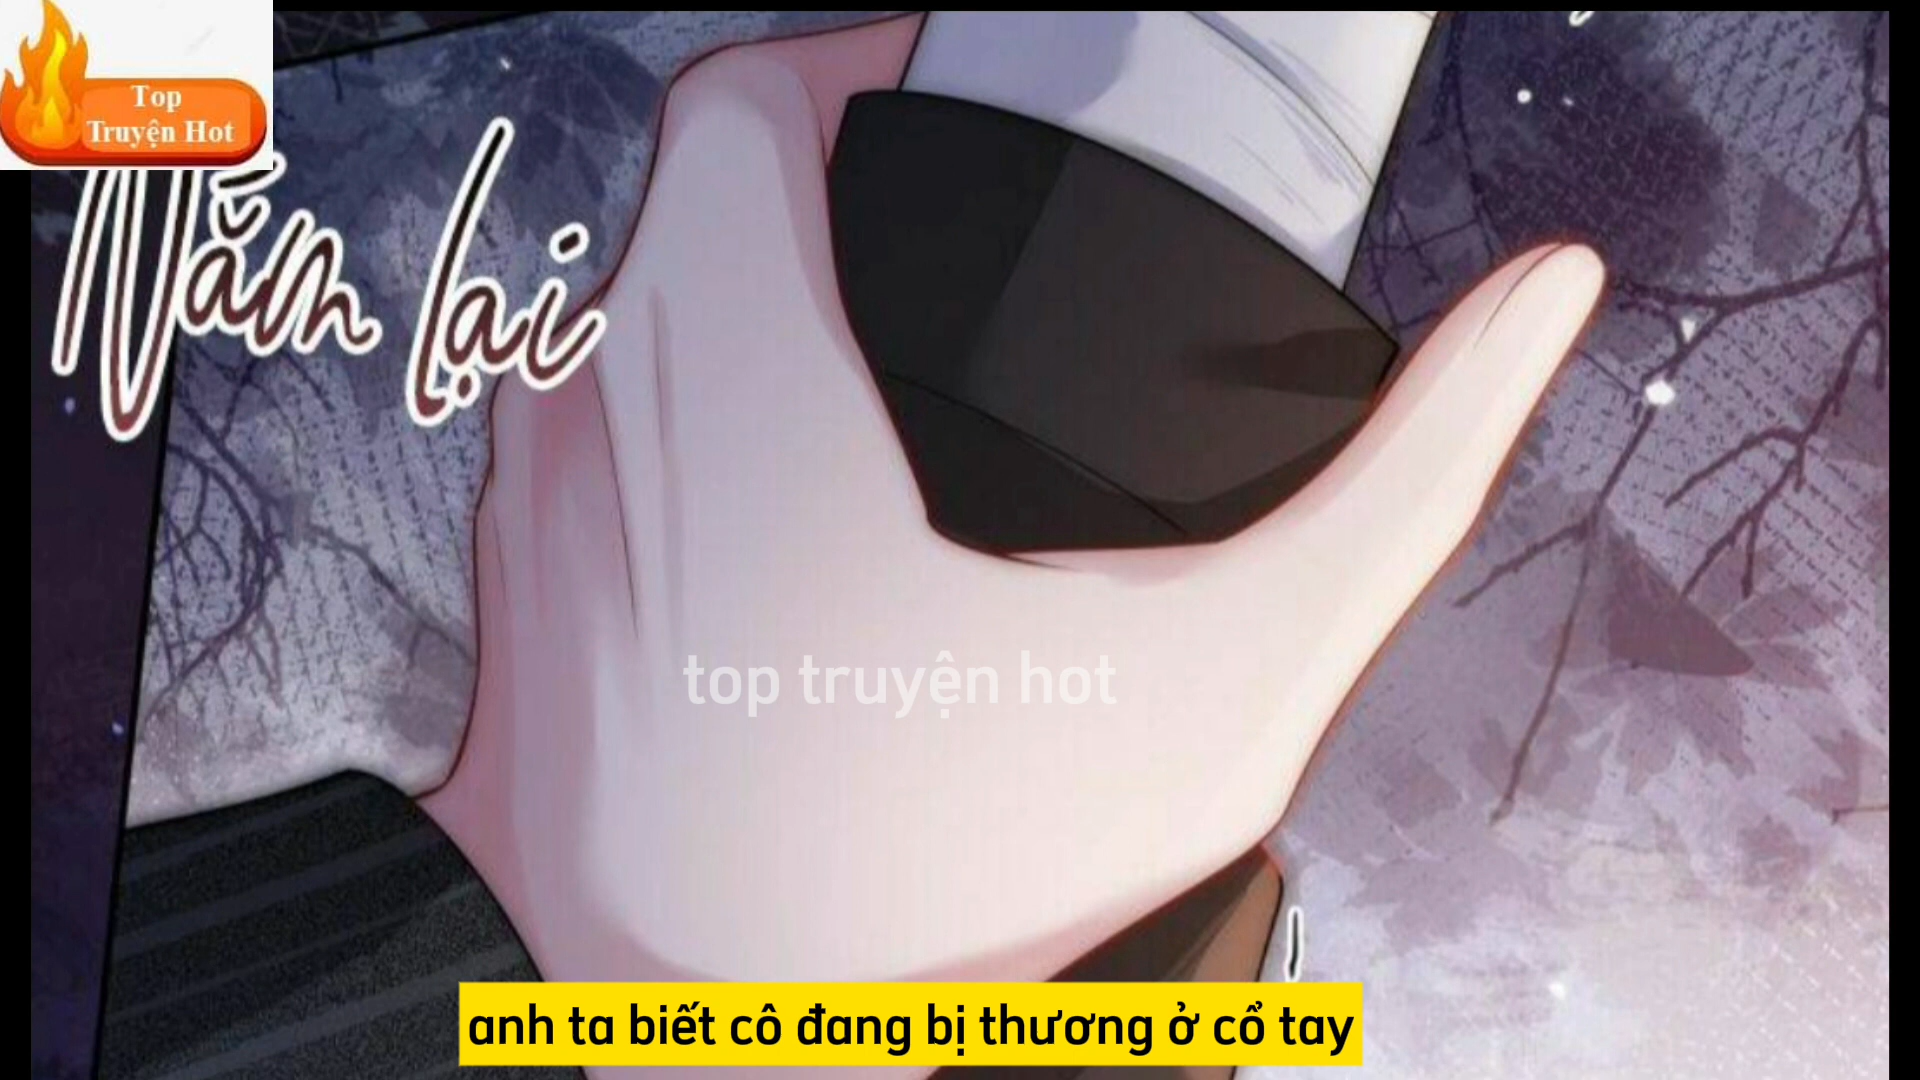 Top
Truyện Hot
Nắm lại
top truyện hot
anh ta biết cô đang bị thương ở cổ tay